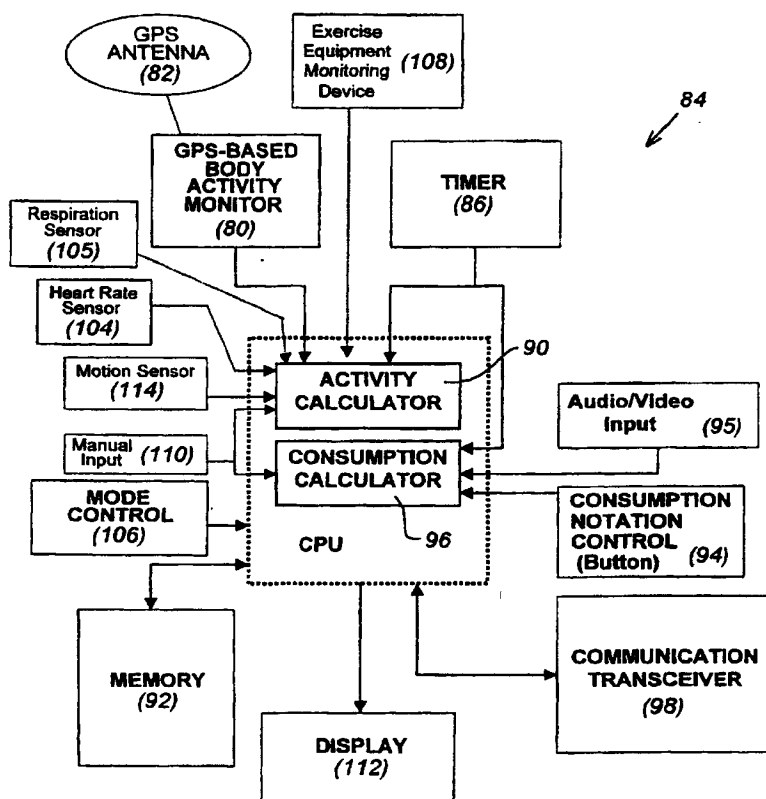 GPS
ANTENNA
(82)
Exercise
Equipment
Monitoring
Device
(108)
84
GPS-BASED
BODY
ACTIVITY
MONITOR
(80)
TIMER
(86)
Respiration
Sensor
(105)
Heart Rate
Sensor
(104)
Motion Sensor
(114)
Manual
Input (110)
MODE
CONTROL
(106)
90
ACTIVITY
CALCULATOR
CONSUMPTION
CALCULATOR
CPU
96
Audio/Video
Input (95)
CONSUMPTION
NOTATION
CONTROL
(Button) (94)
MEMORY
(92)
DISPLAY
(112)
COMMUNICATION
TRANSCEIVER
(98)